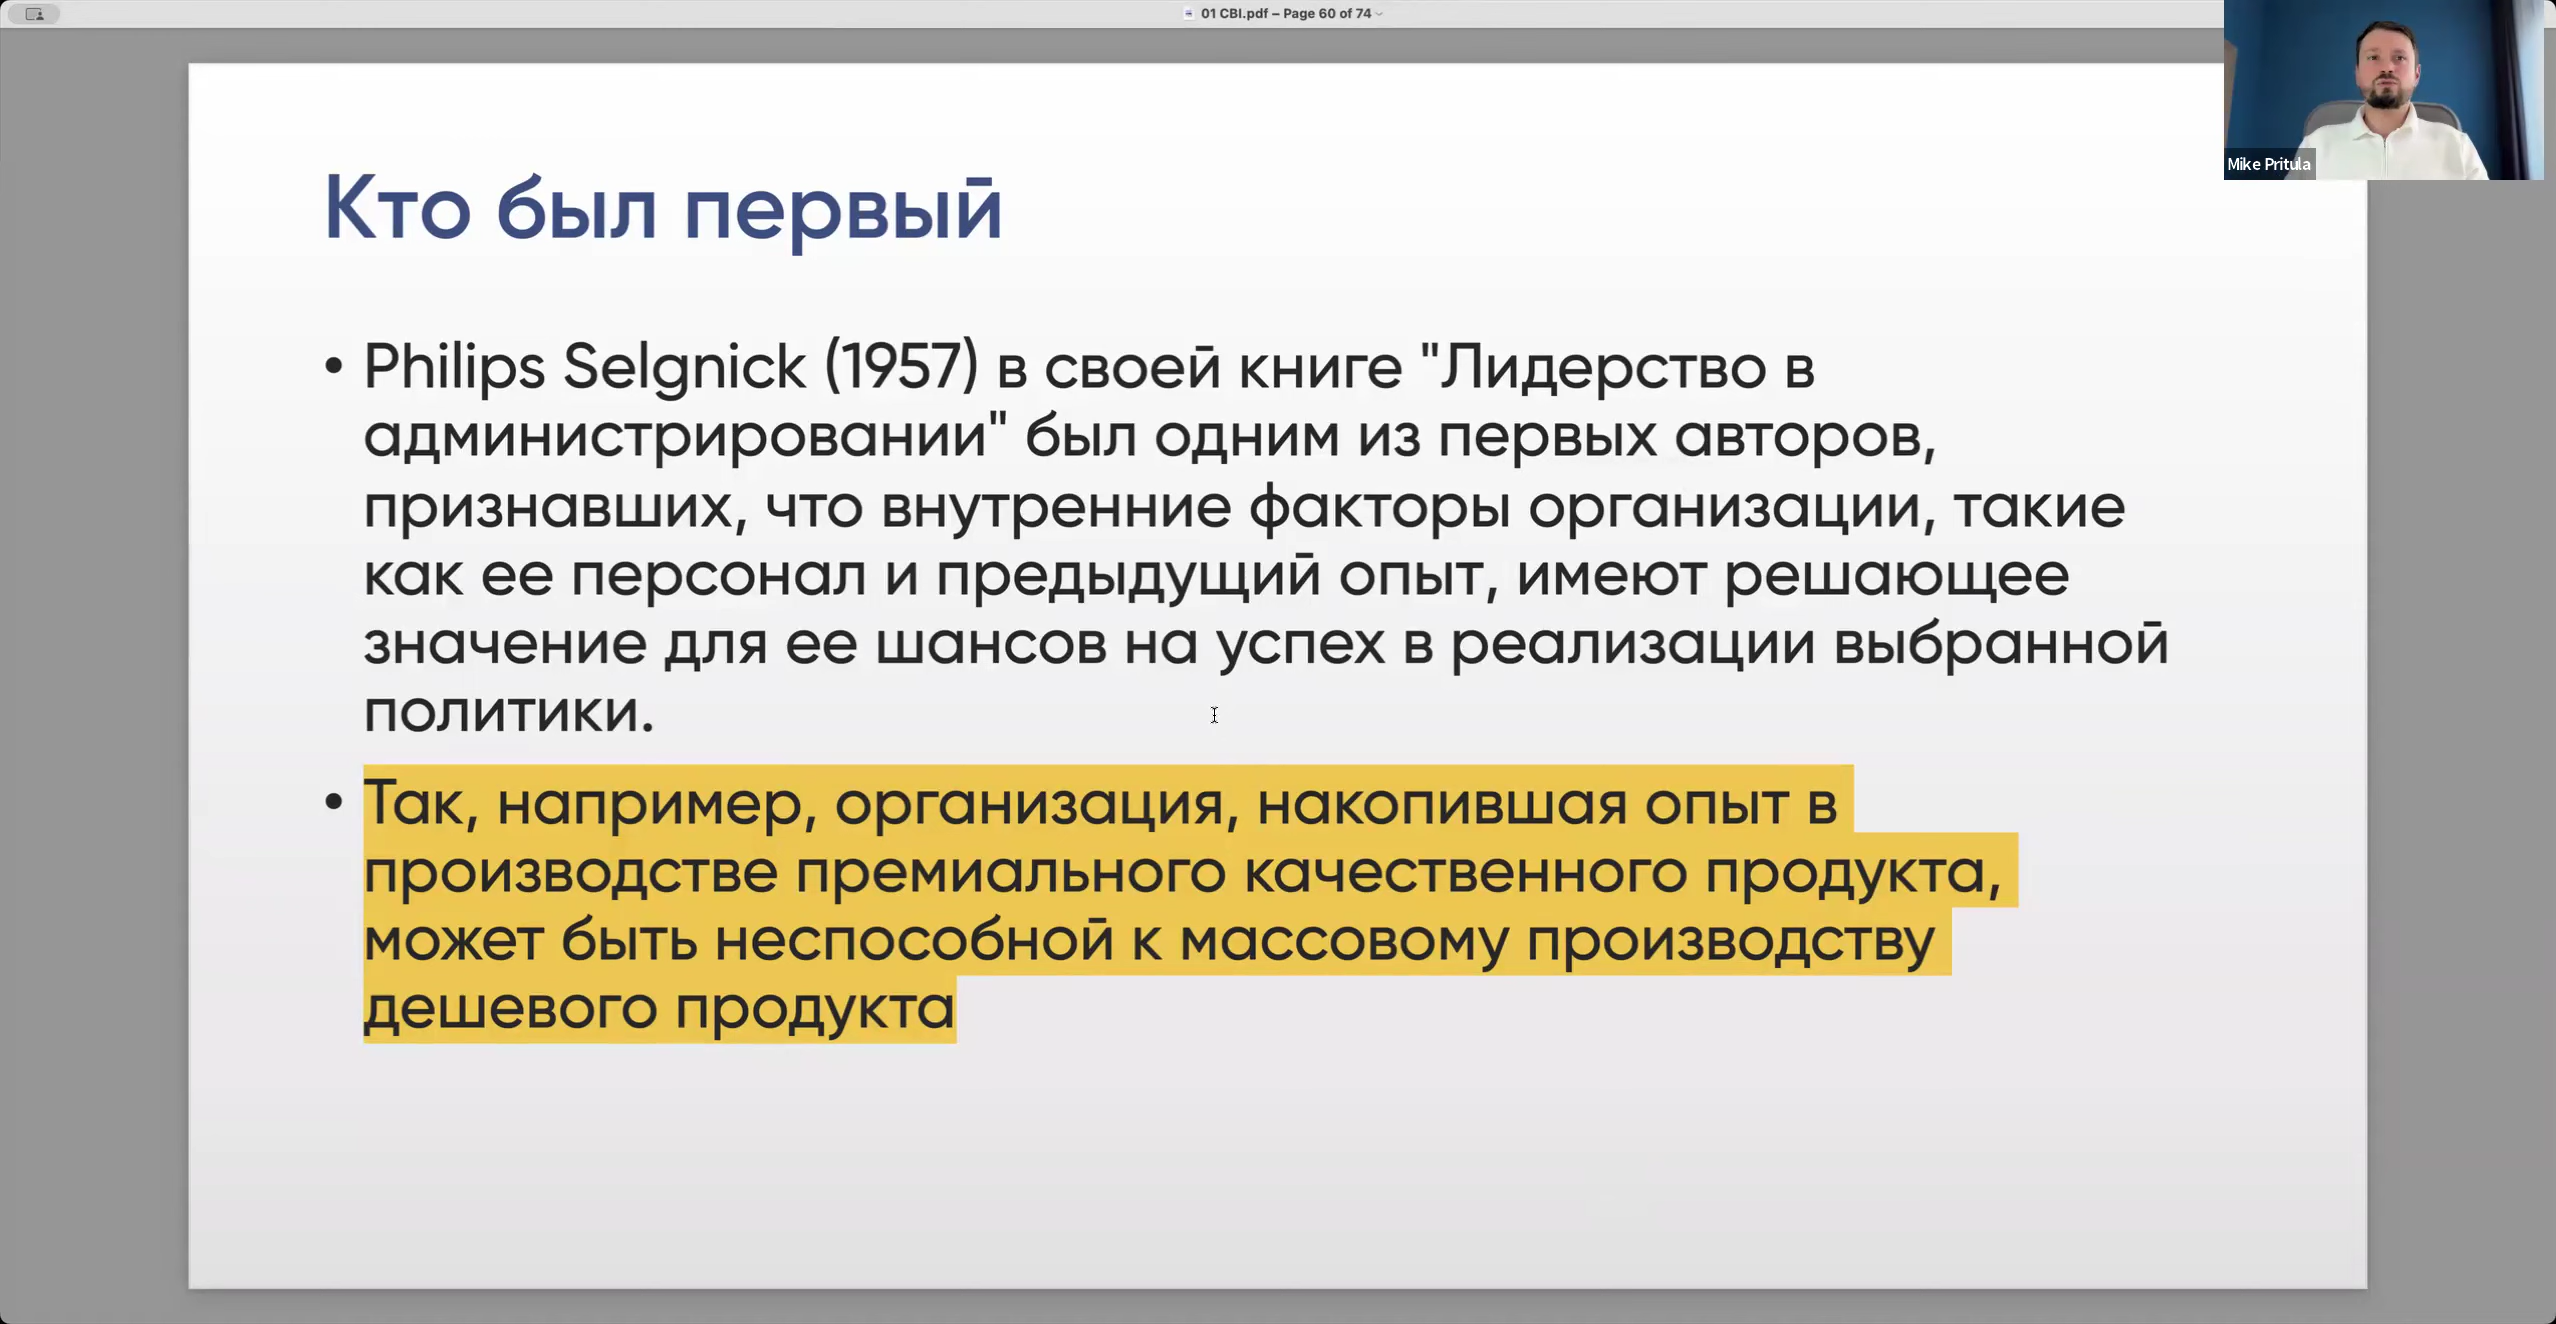 01 CBI.pdf – Page 60 of 74
Mike Pritula
Кто был первый
• Philips Selgnick (1957) в своей книге "Лидерство в
администрировании" был одним из первых авторов,
признавших, что внутренние факторы организации, такие
как ее персонал и предыдущий опыт, имеют решающее
значение для ее шансов на успех в реализации выбранной
политики.
• Так, например, организация, накопившая опыт в
производстве премиального качественного продукта,
может быть неспособной к массовому производству
дешевого продукта